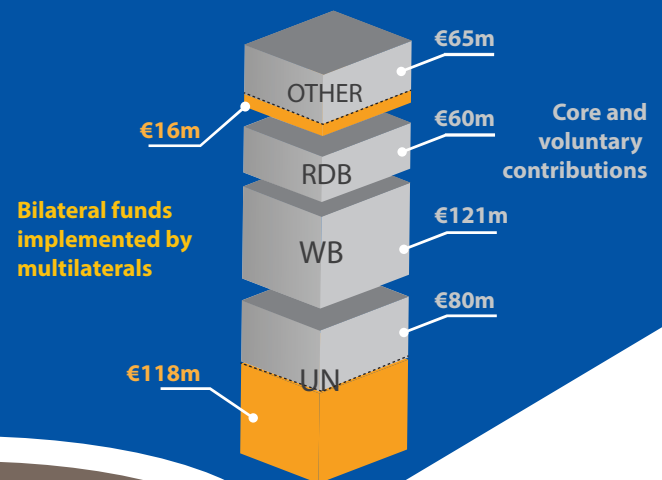 €65m
OTHER
€16m
€60m
Core and
voluntary
contributions
RDB
Bilateral funds
implemented by
multilaterals
€121m
WB
€80m
€118m
UN